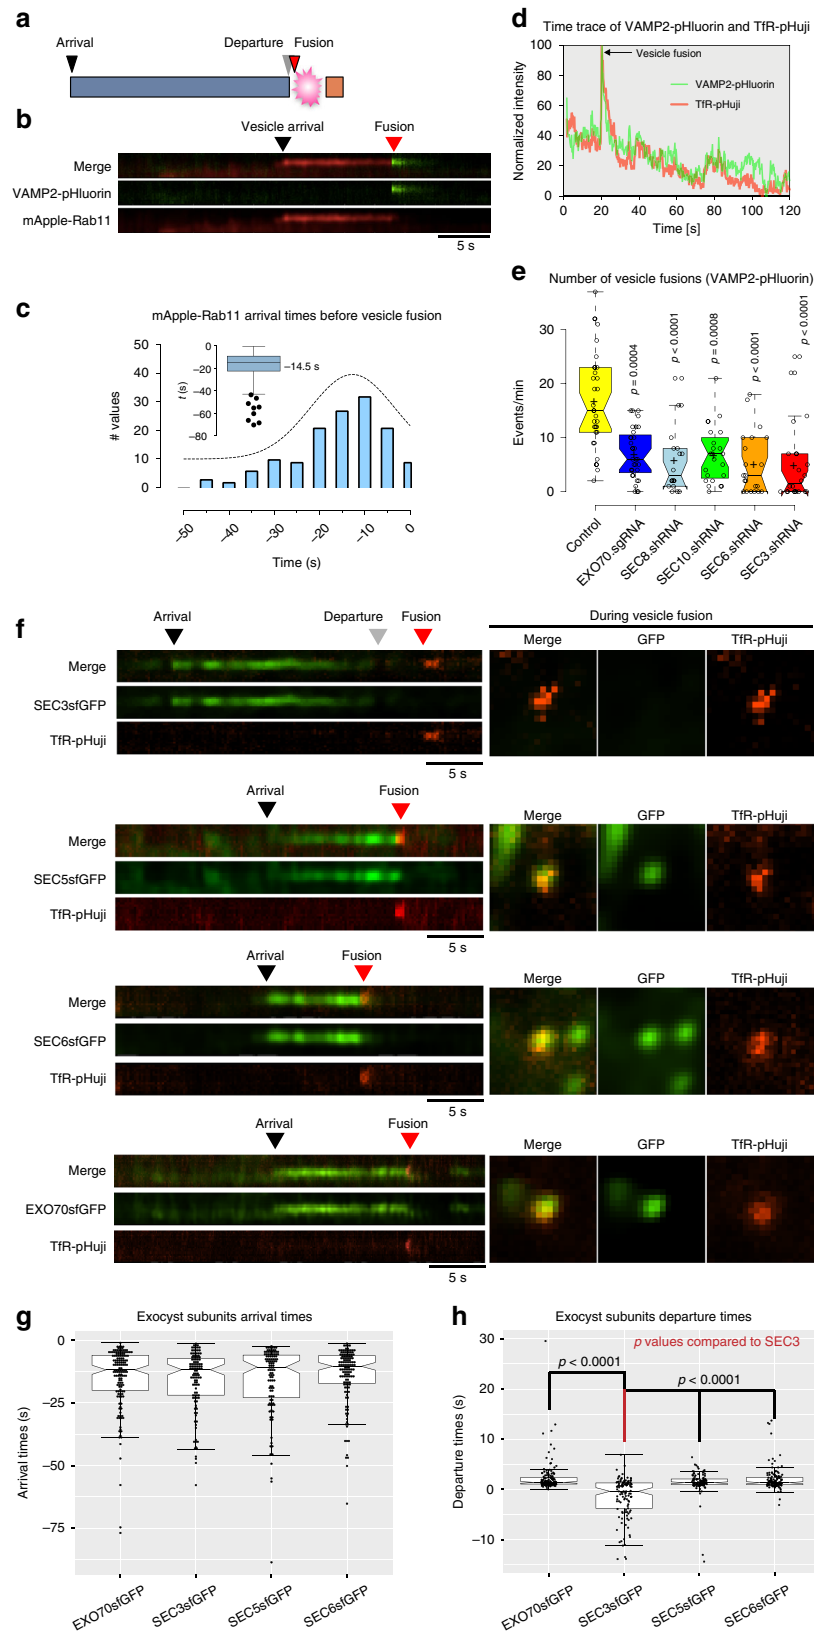 a
Arrival
Departure
Fusion
b
Vesicle arrival
Fusion
Merge
VAMP2-pHluorin
mApple-Rab11
5 s
c
mApple-Rab11 arrival times before vesicle fusion
# values
50
40
30
20
10
0
t (s)
0
−20
−40
−60
−80
−14.5 s
−50
−40
−30
−20
−10
0
Time (s)
d
Time trace of VAMP2-pHluorin and TfR-pHuji
Normalized intensity
100
80
60
40
20
0
Vesicle fusion
VAMP2-pHluorin
TfR-pHuji
0
20
40
60
80
100
120
Time [s]
e
Number of vesicle fusions (VAMP2-pHluorin)
Events/min
30
20
10
0
p = 0.0004
p < 0.0001
p = 0.0008
p < 0.0001
p < 0.0001
Control
EXO70.sgRNA
SEC8.shRNA
SEC10.shRNA
SEC6.shRNA
SEC3.shRNA
f
Arrival
Departure
Fusion
Merge
SEC3sfGFP
TfR-pHuji
5 s
During vesicle fusion
Merge
GFP
TfR-pHuji
Arrival
Fusion
Merge
SEC5sfGFP
TfR-pHuji
5 s
Merge
GFP
TfR-pHuji
Arrival
Fusion
Merge
SEC6sfGFP
TfR-pHuji
5 s
Merge
GFP
TfR-pHuji
Arrival
Fusion
Merge
EXO70sfGFP
TfR-pHuji
5 s
Merge
GFP
TfR-pHuji
g
Exocyst subunits arrival times
Arrival times (s)
0
−25
−50
−75
EXO70sfGFP
SEC3sfGFP
SEC5sfGFP
SEC6sfGFP
h
Exocyst subunits departure times
Departure times (s)
30
20
10
0
−10
p values compared to SEC3
p < 0.0001
p < 0.0001
EXO70sfGFP
SEC3sfGFP
SEC5sfGFP
SEC6sfGFP